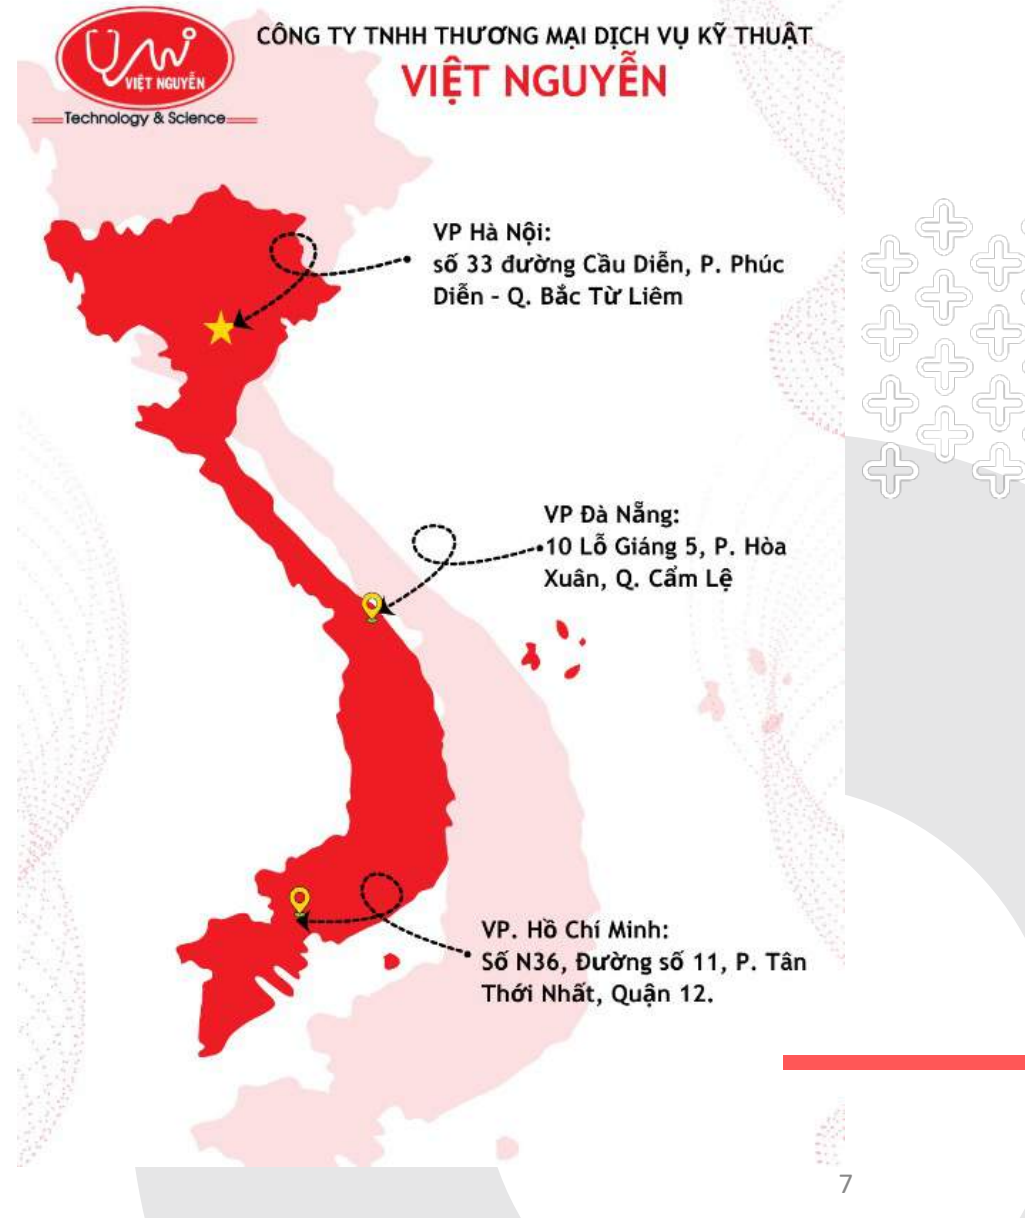 CÔNG TY TNHH THƯƠNG MẠI DỊCH VỤ KỸ THUẬT
VIỆT NGUYỄN
VIỆT NGUYỄN
Technology & Science
VP Hà Nội:
số 33 đường Cầu Diễn, P. Phúc
Diễn - Q. Bắc Từ Liêm
VP Đà Nẵng:
10 Lỗ Giáng 5, P. Hòa
Xuân, Q. Cẩm Lệ
VP. Hồ Chí Minh:
Số N36, Đường số 11, P. Tân
Thới Nhất, Quận 12.
7